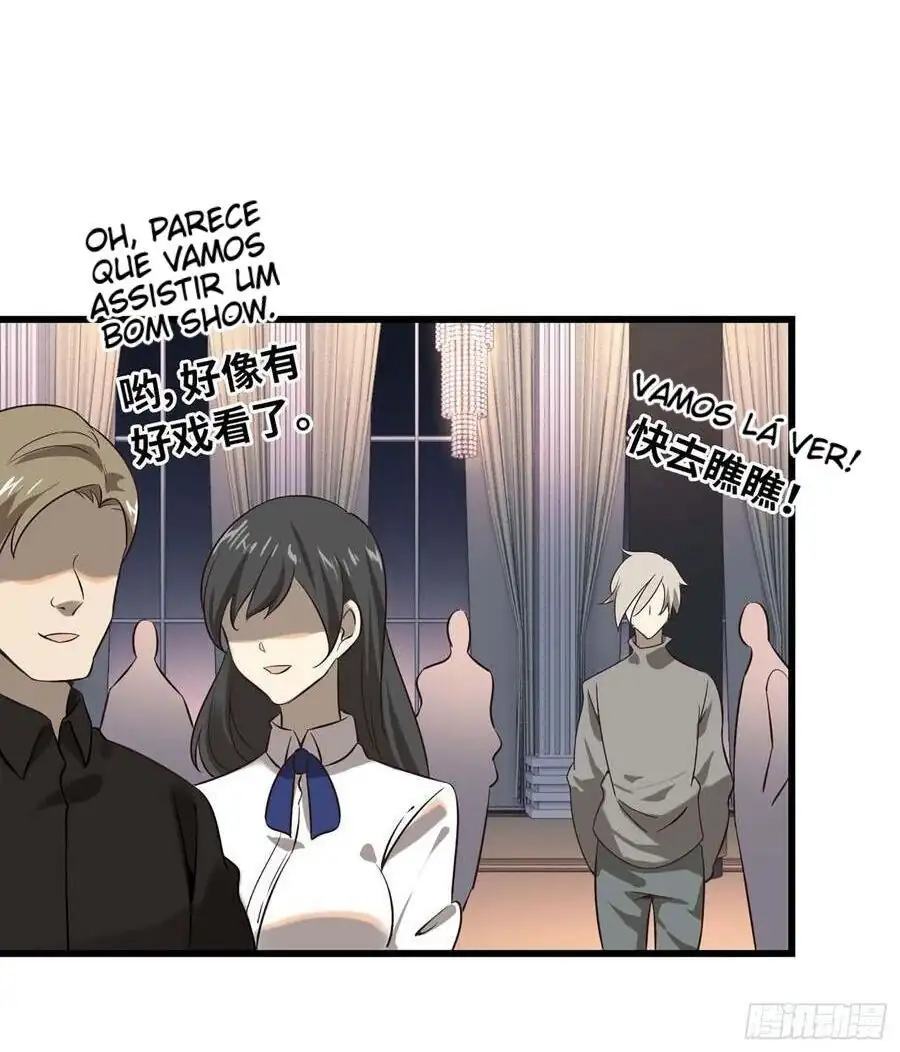 OH, PARECE
QUE VAMOS
ASSISTIR UM
BOM SHOW.
哟,好像有
好戏看了。
VAMOS LÁ VER!
快去瞧瞧!
腾讯动漫